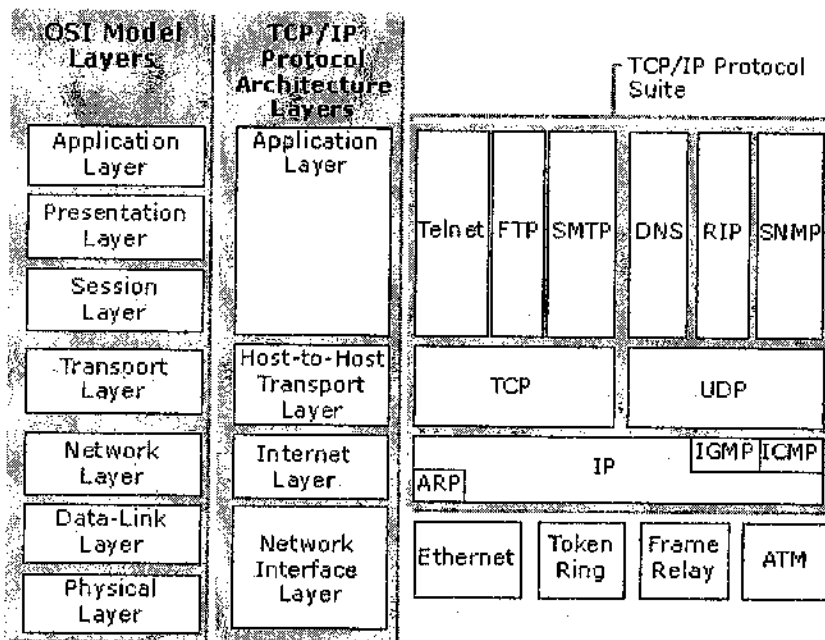 OSI Model
Layers
TCP/IP
Protocol
Architecture
Layers
TCP/IP Protocol
Suite
Application
Layer
Presentation
Layer
Session
Layer
Transport
Layer
Network
Layer
Data-Link
Layer
Physical
Layer
Application
Layer
Host-to-Host
Transport
Layer
Internet
Layer
Network
Interface
Layer
Telnet
FTP
SMTP
DNS
RIP
SNMP
TCP
UDP
IP
IGMP
ICMP
ARP
Ethernet
Token
Ring
Frame
Relay
ATM